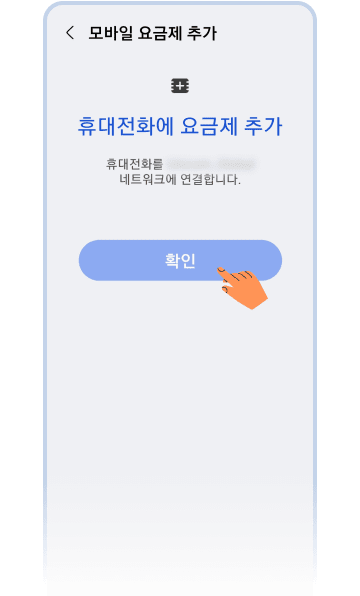 모바일 요금제 추가
휴대전화에 요금제 추가
휴대전화를
네트워크에 연결합니다.
확인